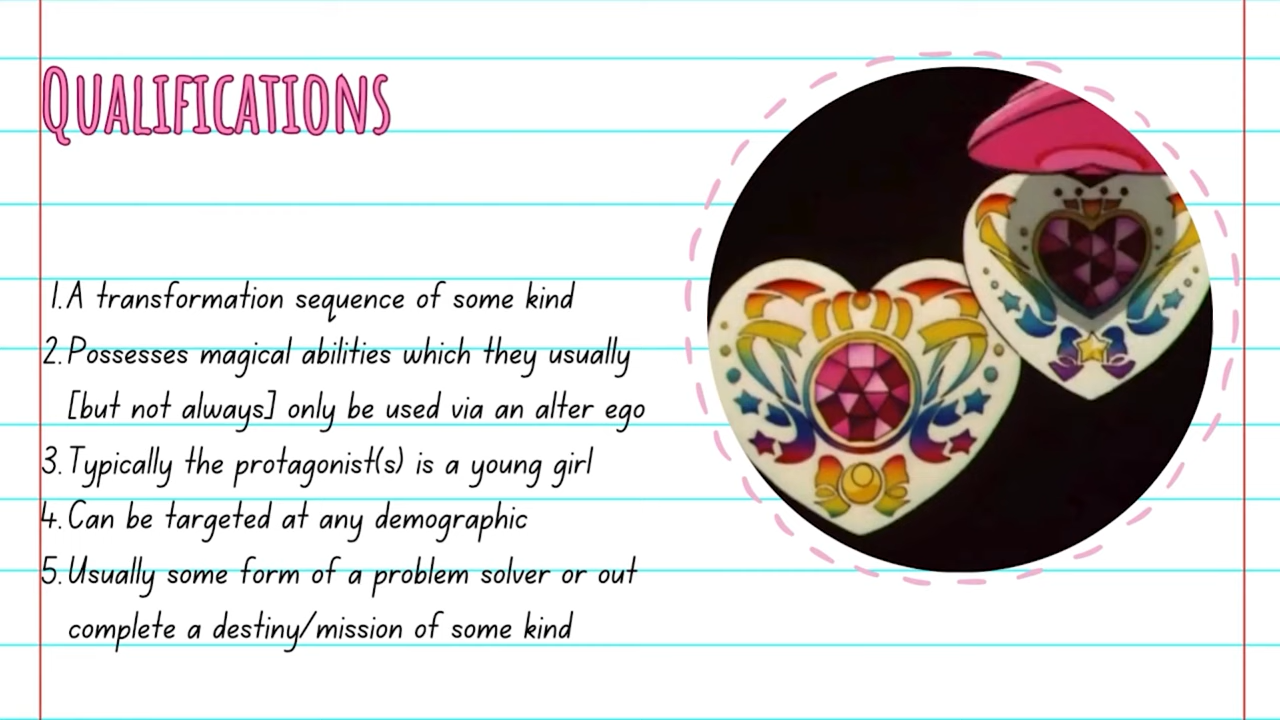 QUALIFICATIONS
1. A transformation sequence of some kind
2. Possesses magical abilities which they usually
[but not always] only be used via an alter ego
3. Typically the protagonist(s) is a young girl
4. Can be targeted at any demographic
5. Usually some form of a problem solver or out
complete a destiny/mission of some kind